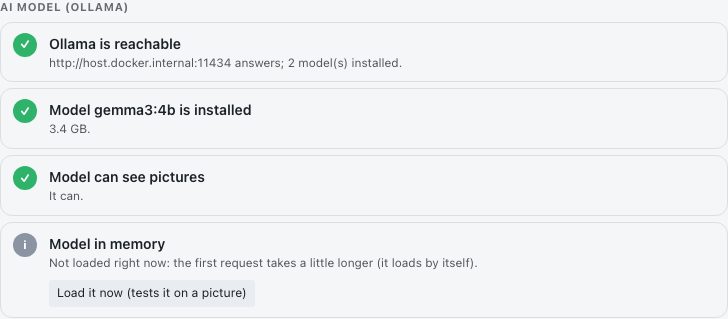 AI MODEL (OLLAMA)
Ollama is reachable
http://host.docker.internal:11434 answers; 2 model(s) installed.
Model gemma3:4b is installed
3.4 GB.
Model can see pictures
It can.
Model in memory
Not loaded right now: the first request takes a little longer (it loads by itself).
Load it now (tests it on a picture)